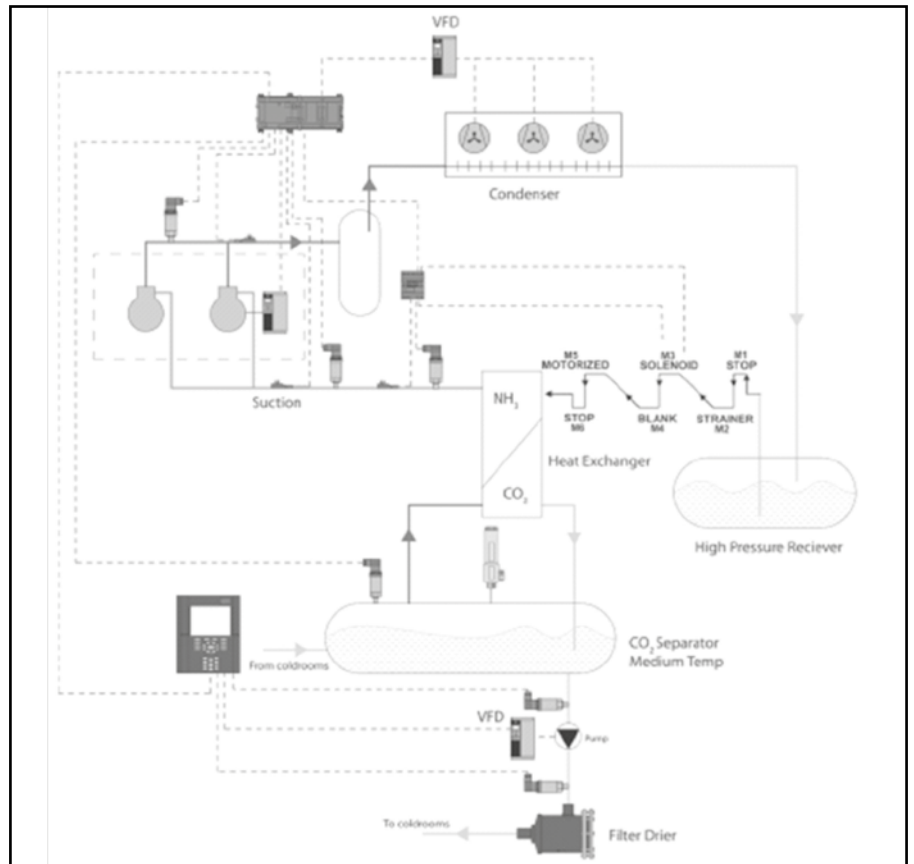 VFD
Condenser
M5
MOTORIZED
M3
SOLENOID
M1
STOP
NH3
STOP
M6
BLANK
M4
STRAINER
M2
Suction
Heat Exchanger
CO2
High Pressure Reciever
CO2 Separator
Medium Temp
From coldrooms
VFD
Pump
To coldrooms
Filter Drier